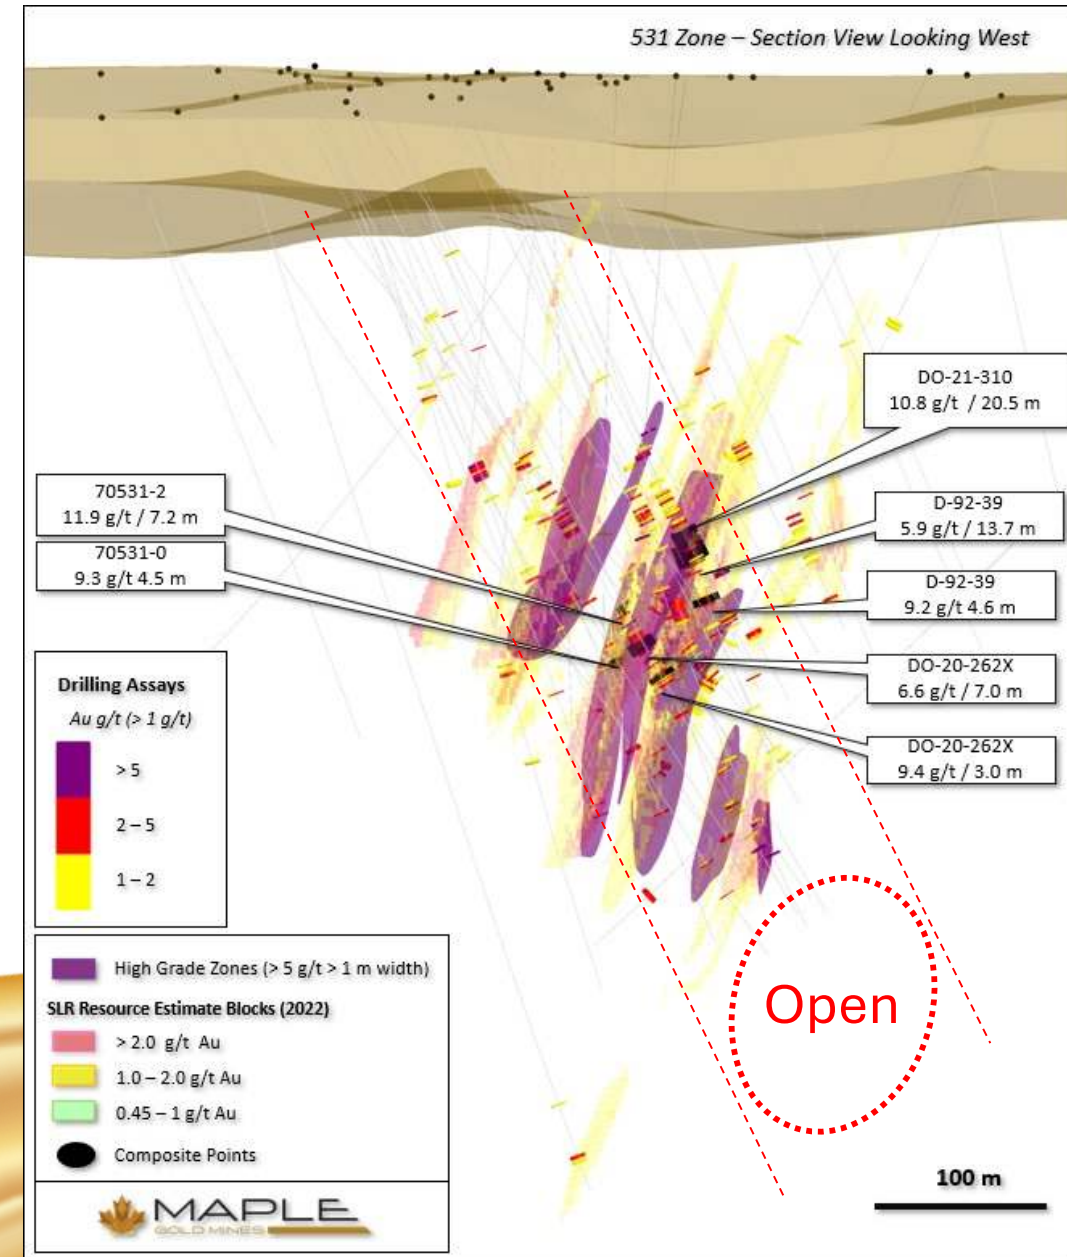 531 Zone – Section View Looking West
DO-21-310
10.8 g/t / 20.5 m
70531-2
11.9 g/t / 7.2 m
70531-0
9.3 g/t 4.5 m
D-92-39
5.9 g/t / 13.7 m
D-92-39
9.2 g/t 4.6 m
DO-20-262X
6.6 g/t / 7.0 m
DO-20-262X
9.4 g/t / 3.0 m
Drilling Assays
Au g/t (> 1 g/t)
> 5
2 – 5
1 – 2
High Grade Zones (> 5 g/t > 1 m width)
SLR Resource Estimate Blocks (2022)
> 2.0 g/t Au
1.0 – 2.0 g/t Au
0.45 – 1 g/t Au
Composite Points
Open
100 m
MAPLE
GOLD MINES